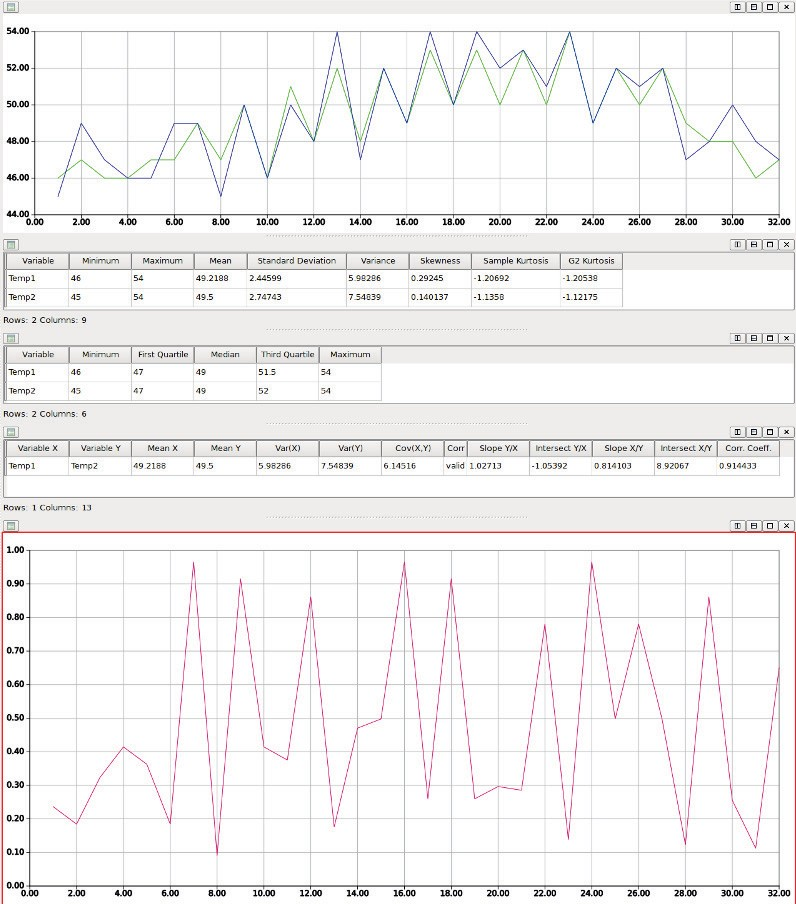 54.00
52.00
50.00
48.00
46.00
44.00
0.00 2.00 4.00 6.00 8.00 10.00 12.00 14.00 16.00 18.00 20.00 22.00 24.00 26.00 28.00 30.00 32.00
Variable Minimum Maximum Mean Standard Deviation Variance Skewness Sample Kurtosis G2 Kurtosis
Temp1 46 54 49.2188 2.44599 5.98286 0.29245 -1.20692 -1.20538
Temp2 45 54 49.5 2.74743 7.54839 0.140137 -1.1358 -1.12175
Rows: 2 Columns: 9
Variable Minimum First Quartile Median Third Quartile Maximum
Temp1 46 47 49 51.5 54
Temp2 45 47 49 52 54
Rows: 2 Columns: 6
Variable X Variable Y Mean X Mean Y Var(X) Var(Y) Cov(X,Y) Corr Slope Y/X Intersect Y/X Slope X/Y Intersect X/Y Corr. Coeff.
Temp1 Temp2 49.2188 49.5 5.98286 7.54839 6.14516 valid 1.02713 -1.05392 0.814103 8.92067 0.914433
Rows: 1 Columns: 13
1.00
0.90
0.80
0.70
0.60
0.50
0.40
0.30
0.20
0.10
0.00
0.00 2.00 4.00 6.00 8.00 10.00 12.00 14.00 16.00 18.00 20.00 22.00 24.00 26.00 28.00 30.00 32.00